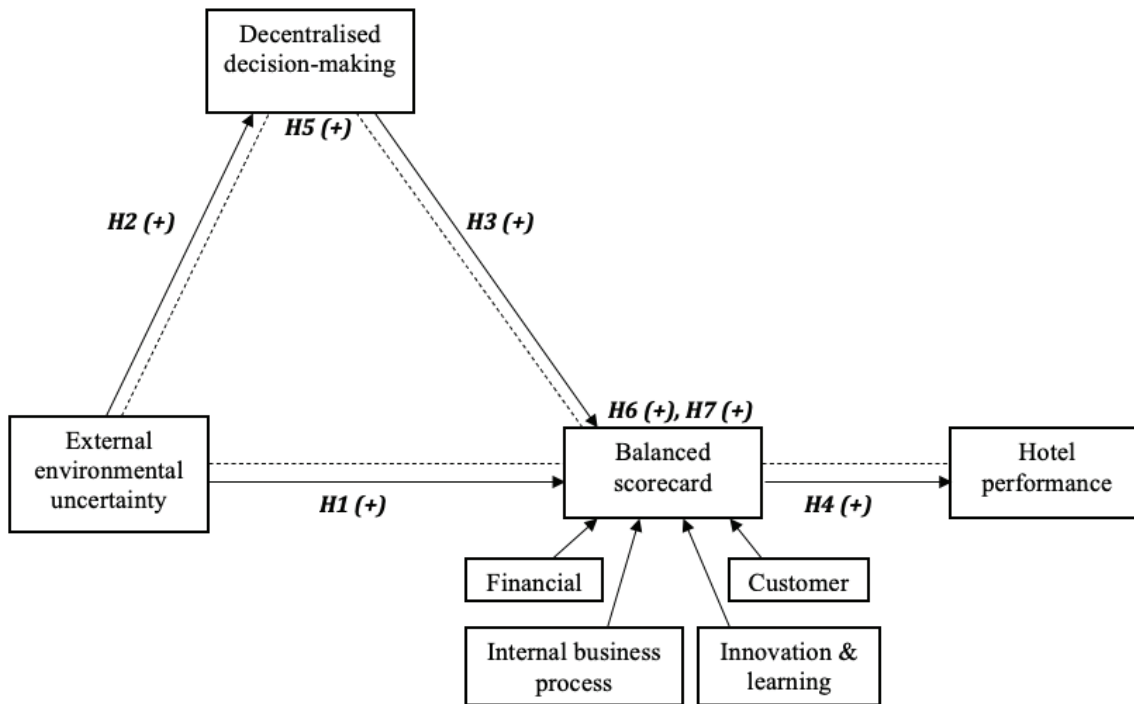 Decentralised
decision-making
H5 (+)
H2 (+)
H3 (+)
H6 (+), H7 (+)
External
environmental
uncertainty
Balanced
scorecard
Hotel
performance
H1 (+)
H4 (+)
Financial
Customer
Internal business
process
Innovation &
learning